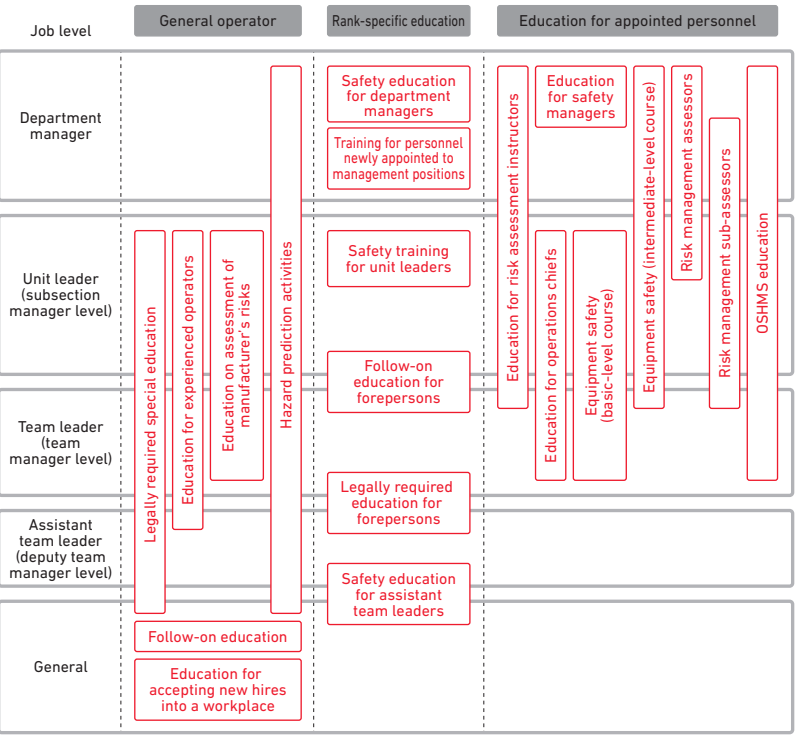 Job level
General operator
Rank-specific education
Education for appointed personnel
Department
manager
Unit leader
(subsection
manager level)
Team leader
(team
manager level)
Assistant
team leader
(deputy team
manager level)
General
Legally required special education
Education for experienced operators
Education on assessment of
manufacturer's risks
Hazard prediction activities
Follow-on education
Education for
accepting new hires
into a workplace
Safety education
for department
managers
Training for personnel
newly appointed to
management positions
Safety training
for unit leaders
Follow-on
education for
forepersons
Legally required
education for
forepersons
Safety education
for assistant
team leaders
Education for risk assessment instructors
Education
for safety
managers
Education for operations chiefs
Equipment safety
(basic-level course)
Equipment safety (intermediate-level course)
Risk management assessors
Risk management sub-assessors
OSHMS education